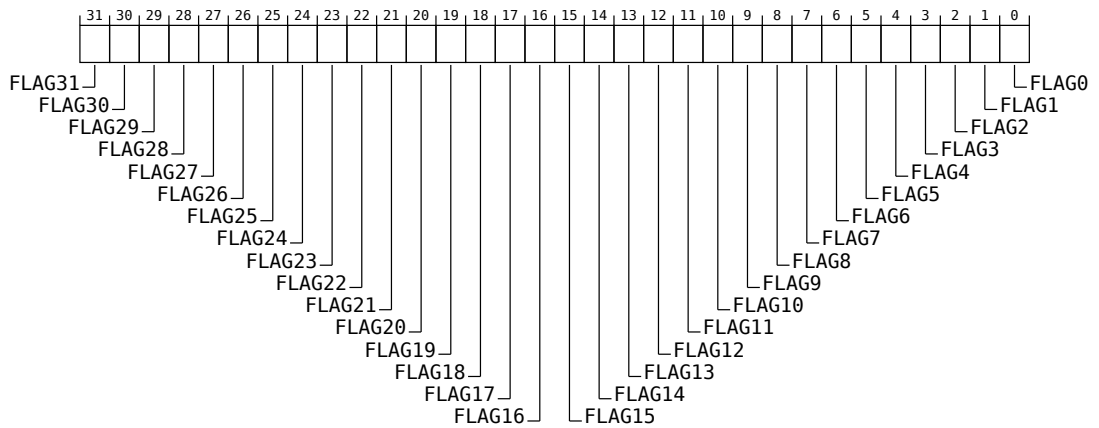 31 30 29 28 27 26 25 24 23 22 21 20 19 18 17 16 15 14 13 12 11 10 9 8 7 6 5 4 3 2 1 0
FLAG31 FLAG0
FLAG30 FLAG1
FLAG29 FLAG2
FLAG28 FLAG3
FLAG27 FLAG4
FLAG26 FLAG5
FLAG25 FLAG6
FLAG24 FLAG7
FLAG23 FLAG8
FLAG22 FLAG9
FLAG21 FLAG10
FLAG20 FLAG11
FLAG19 FLAG12
FLAG18 FLAG13
FLAG17 FLAG14
FLAG16 FLAG15